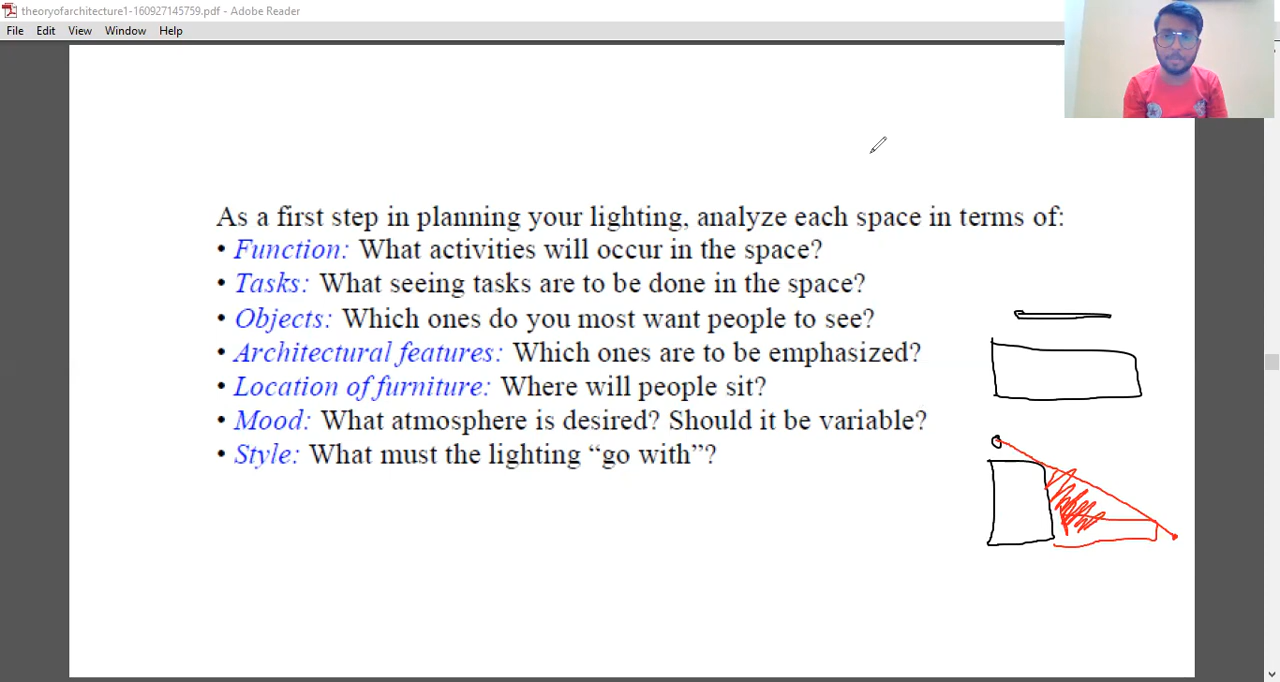 theoryofarchitecture1-160927145759.pdf - Adobe Reader
File Edit View Window Help
As a first step in planning your lighting, analyze each space in terms of:
• Function: What activities will occur in the space?
• Tasks: What seeing tasks are to be done in the space?
• Objects: Which ones do you most want people to see?
• Architectural features: Which ones are to be emphasized?
• Location of furniture: Where will people sit?
• Mood: What atmosphere is desired? Should it be variable?
• Style: What must the lighting “go with”?